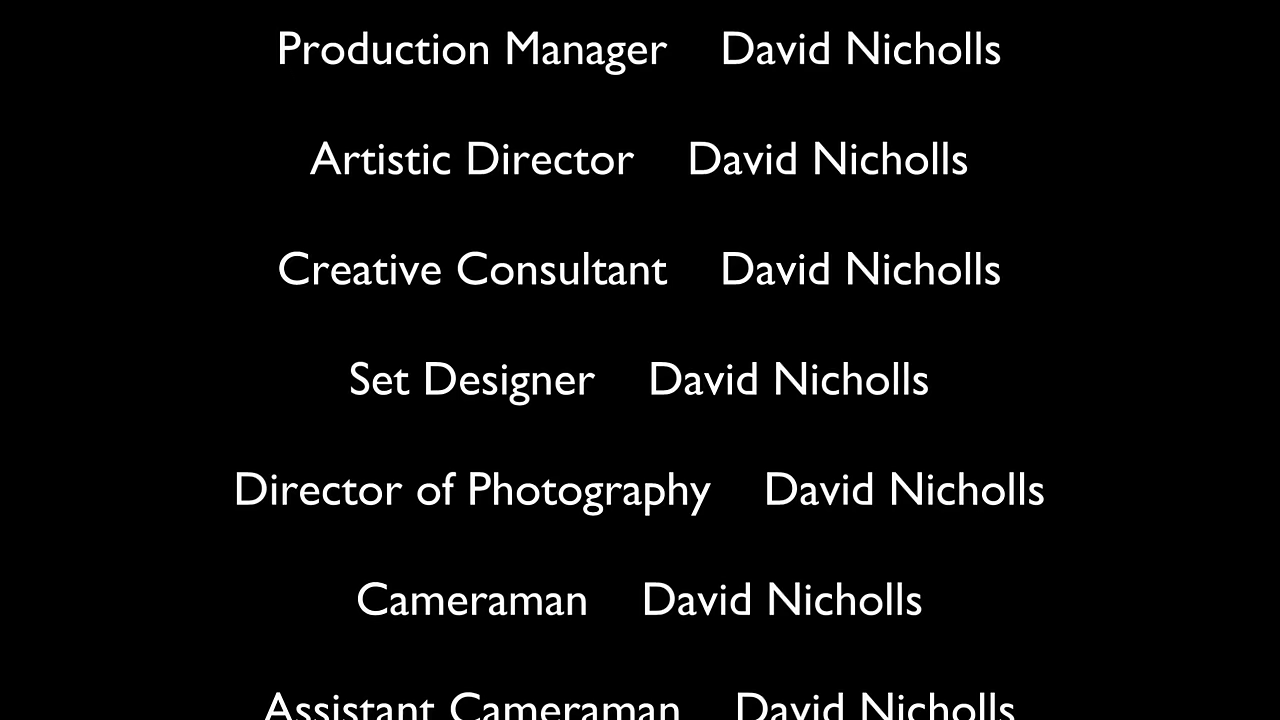 Production Manager David Nicholls
Artistic Director David Nicholls
Creative Consultant David Nicholls
Set Designer David Nicholls
Director of Photography David Nicholls
Cameraman David Nicholls
Assistant Cameraman David Nicholls